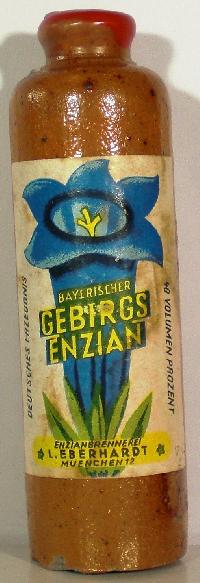 BAYERISCHER
GEBIRGS
ENZIAN
DEUTSCHES ERZEUGNIS
40 VOLUMEN PROZENT
ENZIANBRENNEREI
L. EBERHARDT
MUENCHEN 12